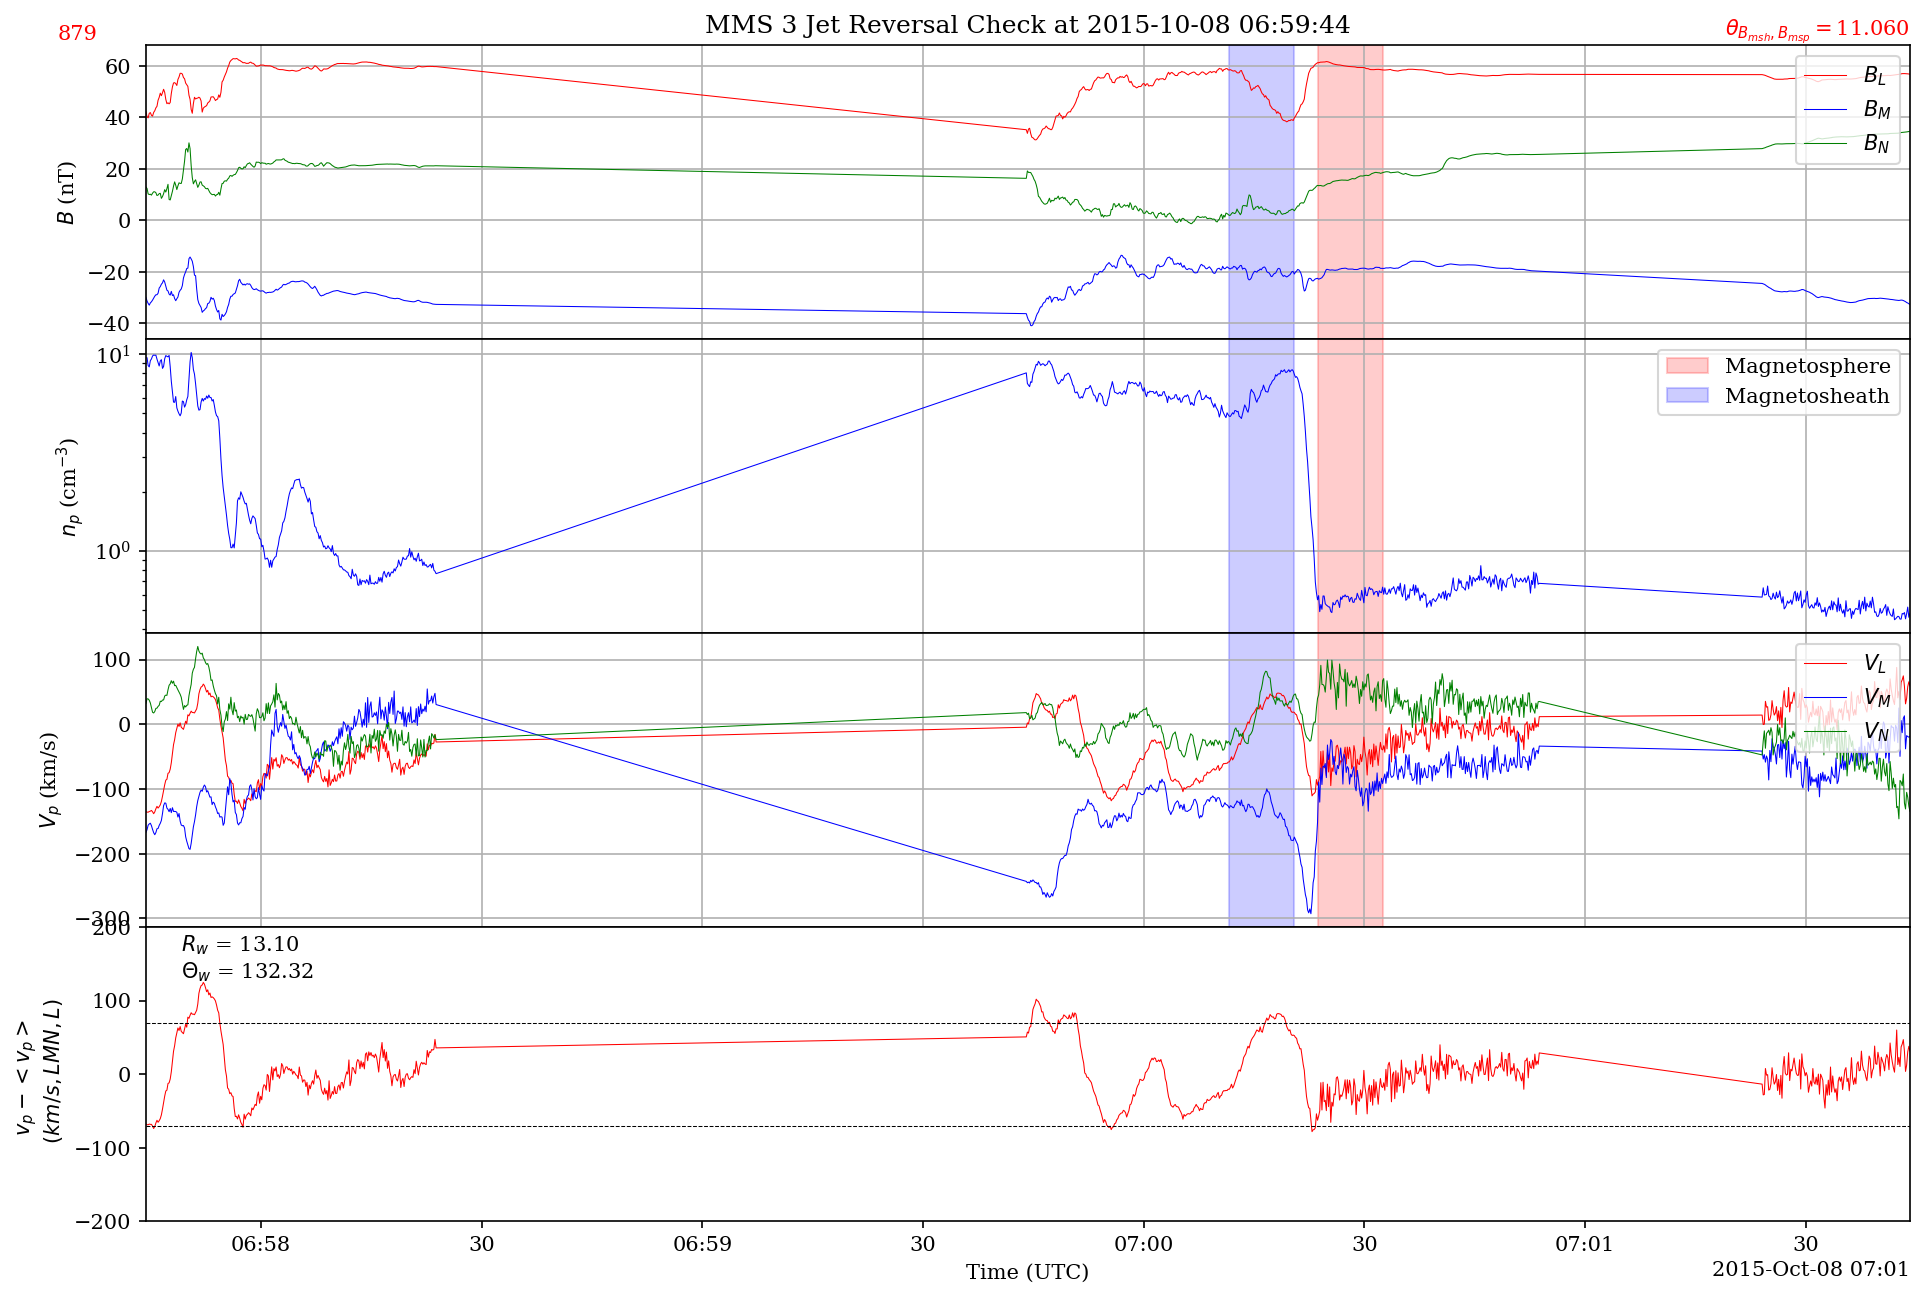 MMS 3 Jet Reversal Check at 2015-10-08 06:59:44
879
θ_{B_{msh}, B_{msp}} = 11.060
60
40
20
0
−20
−40
B (nT)
B_L
B_M
B_N
10^1
10^0
n_p (cm^{−3})
Magnetosphere
Magnetosheath
100
0
−100
−200
−300
V_p (km/s)
V_L
V_M
V_N
200
100
0
−100
−200
v_p − <v_p>
(km/s, LMN, L)
R_w = 13.10
Θ_w = 132.32
06:58 30 06:59 30 07:00 30 07:01 30
Time (UTC)
2015-Oct-08 07:01